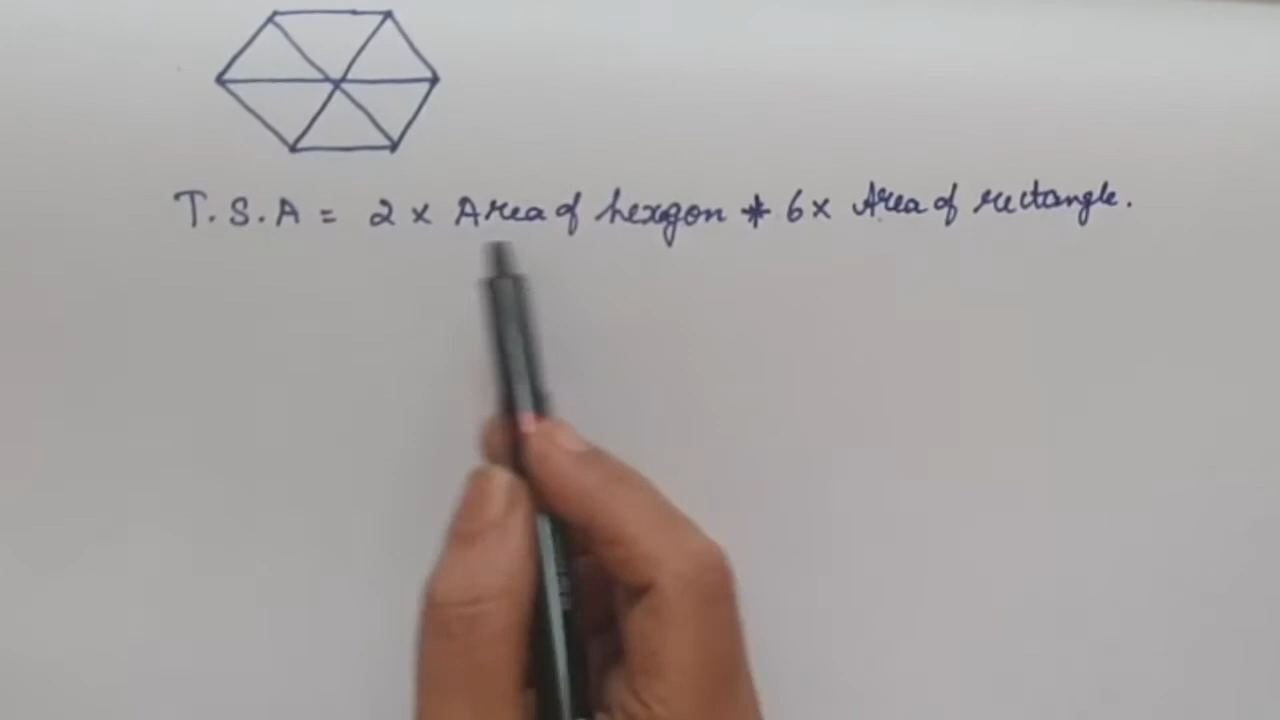 T.S.A = 2 × Area of hexgon + 6 × Area of rectangle.